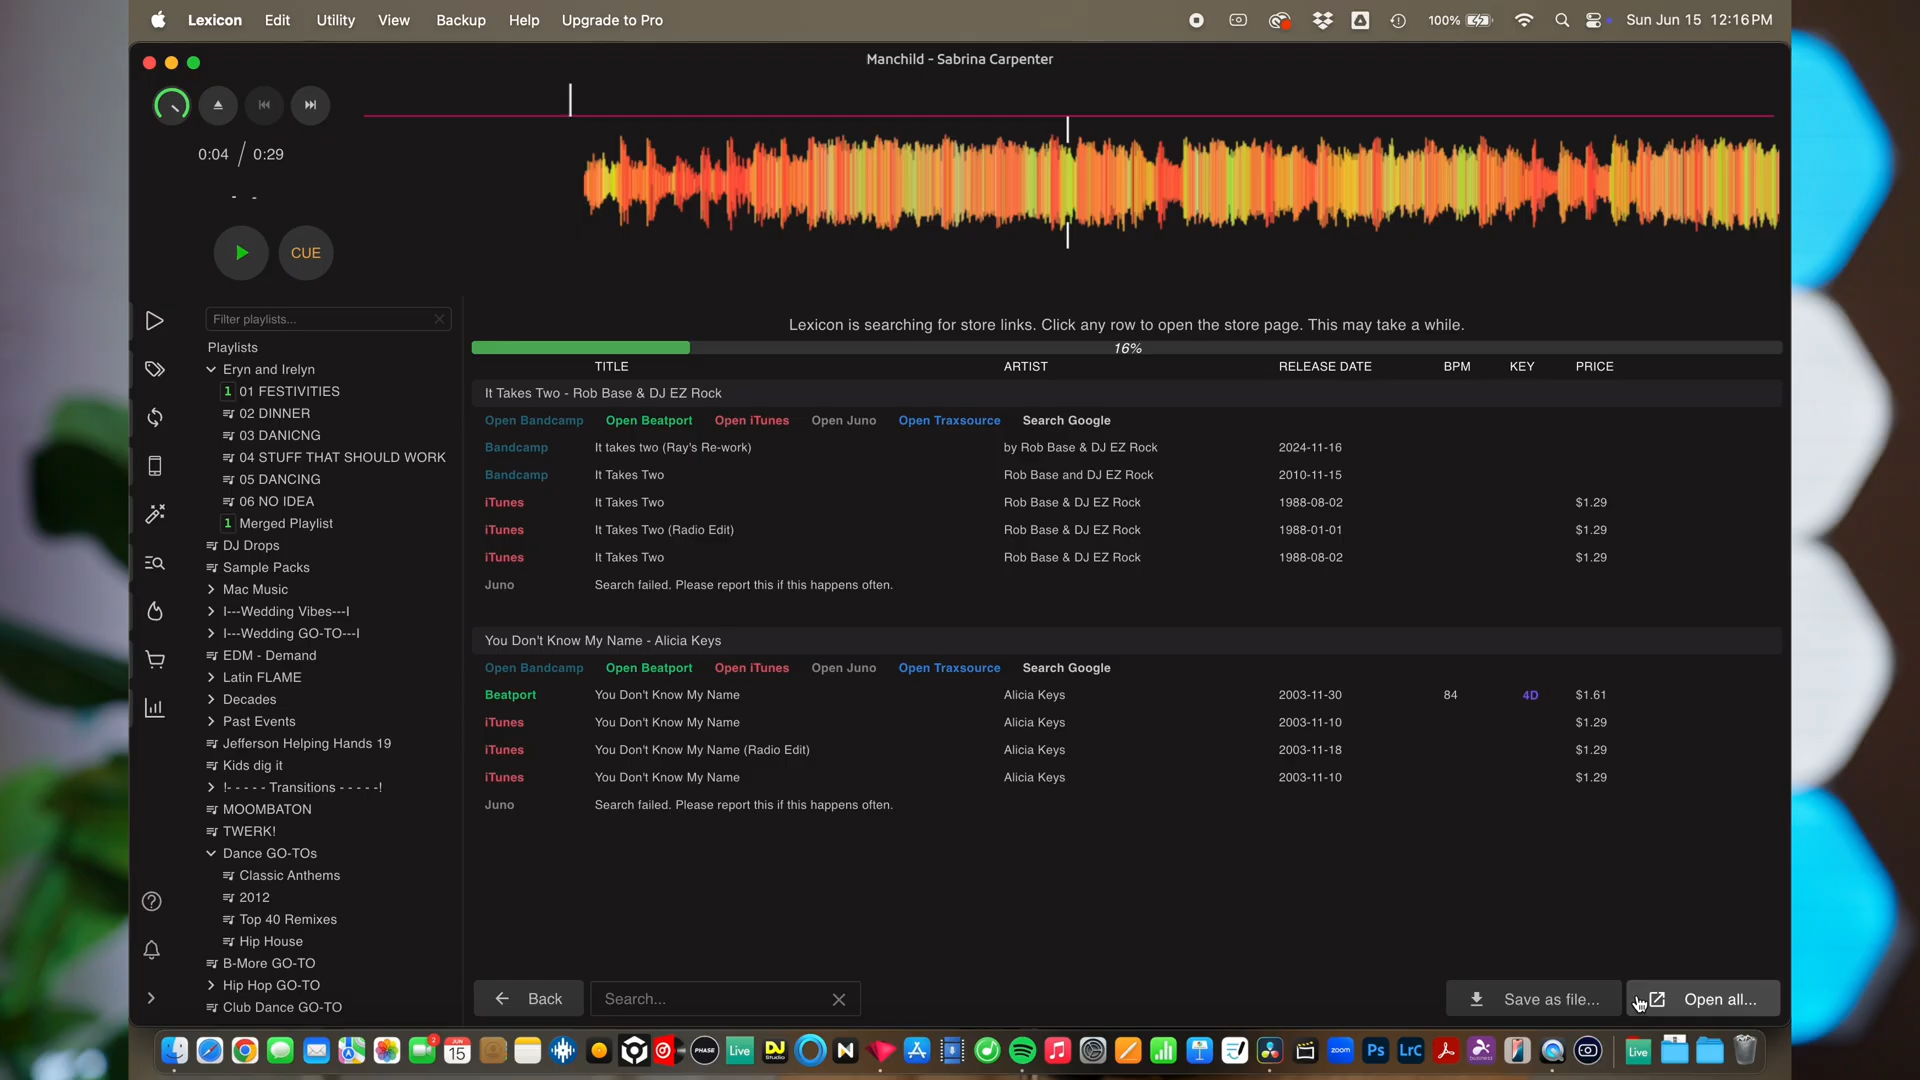 Lexicon Edit Utility View Backup Help Upgrade to Pro 100% Sun Jun 15 12:16 PM
Manchild - Sabrina Carpenter
0:04 / 0:29
- -
CUE
Filter playlists...
Playlists
Eryn and Irelyn
1 01 FESTIVITIES
02 DINNER
03 DANICNG
04 STUFF THAT SHOULD WORK
05 DANCING
06 NO IDEA
1 Merged Playlist
DJ Drops
Sample Packs
Mac Music
I---Wedding Vibes---I
I---Wedding GO-TO---I
EDM - Demand
Latin FLAME
Decades
Past Events
Jefferson Helping Hands 19
Kids dig it
!- - - - - Transitions - - - - -!
MOOMBATON
TWERK!
Dance GO-TOs
Classic Anthems
2012
Top 40 Remixes
Hip House
B-More GO-TO
Hip Hop GO-TO
Club Dance GO-TO
Lexicon is searching for store links. Click any row to open the store page. This may take a while.
16%
TITLE ARTIST RELEASE DATE BPM KEY PRICE
It Takes Two - Rob Base & DJ EZ Rock
Open Bandcamp Open Beatport Open iTunes Open Juno Open Traxsource Search Google
Bandcamp It takes two (Ray's Re-work) by Rob Base & DJ EZ Rock 2024-11-16
Bandcamp It Takes Two Rob Base and DJ EZ Rock 2010-11-15
iTunes It Takes Two Rob Base & DJ EZ Rock 1988-08-02 $1.29
iTunes It Takes Two (Radio Edit) Rob Base & DJ EZ Rock 1988-01-01 $1.29
iTunes It Takes Two Rob Base & DJ EZ Rock 1988-08-02 $1.29
Juno Search failed. Please report this if this happens often.
You Don't Know My Name - Alicia Keys
Open Bandcamp Open Beatport Open iTunes Open Juno Open Traxsource Search Google
Beatport You Don't Know My Name Alicia Keys 2003-11-30 84 4D $1.61
iTunes You Don't Know My Name Alicia Keys 2003-11-10 $1.29
iTunes You Don't Know My Name (Radio Edit) Alicia Keys 2003-11-18 $1.29
iTunes You Don't Know My Name Alicia Keys 2003-11-10 $1.29
Juno Search failed. Please report this if this happens often.
Back Search... Save as file... Open all...
2 JUN 15 PHASE Live DJ Studio zoom Ps LrC Live